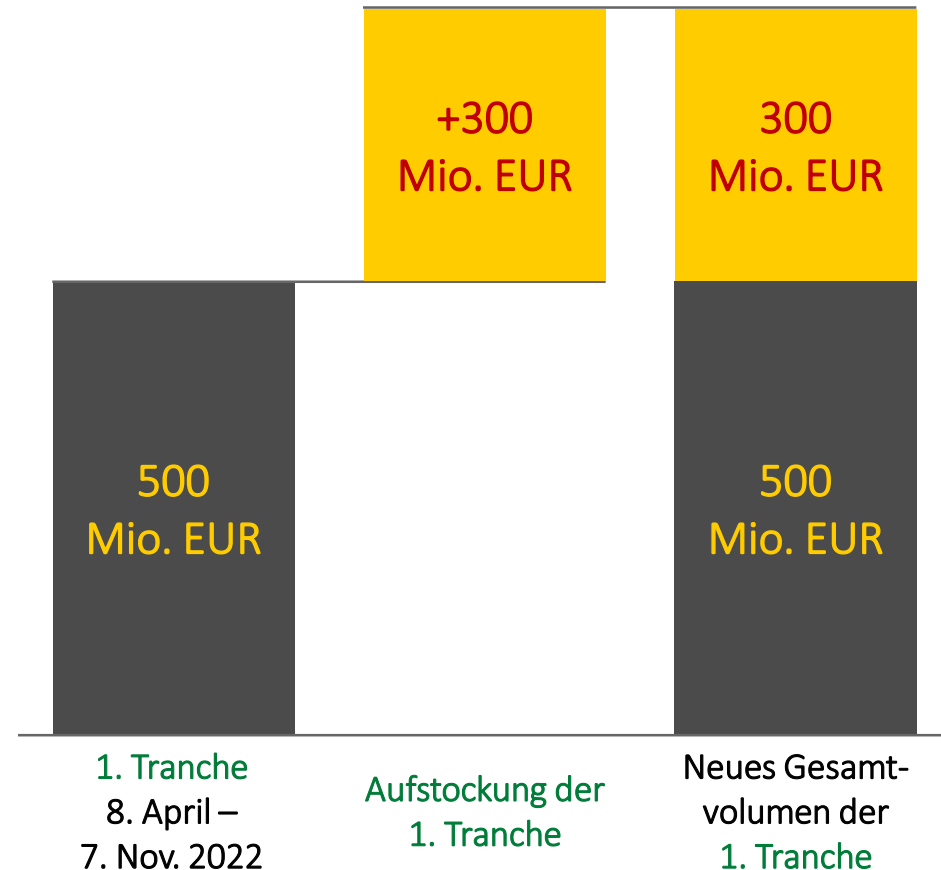 +300
Mio. EUR
300
Mio. EUR
500
Mio. EUR
500
Mio. EUR
1. Tranche
8. April –
7. Nov. 2022
Aufstockung der
1. Tranche
Neues Gesamt-
volumen der
1. Tranche